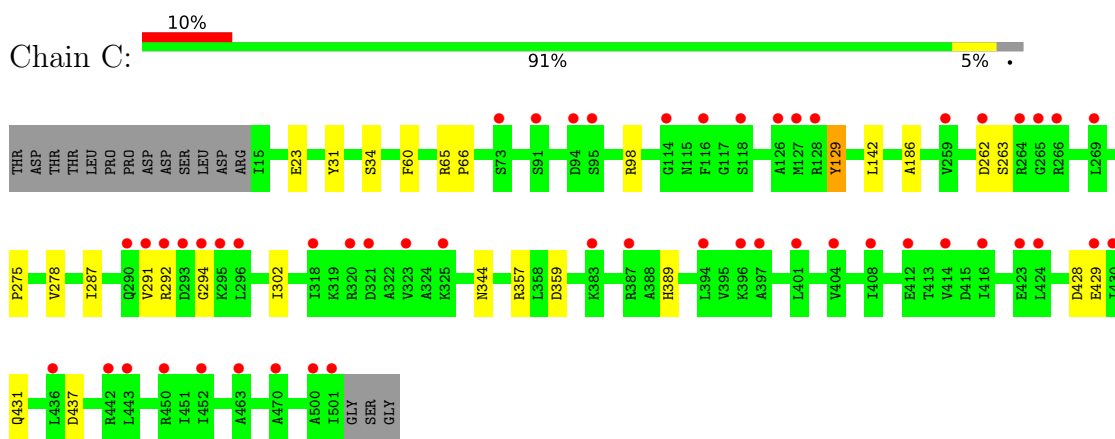 10%
Chain C:
91%
5%
•
THR ASP THR THR LEU PRO PRO ASP ASP SER LEU ASP ARG I15 E23 Y31 S34 F60 R65 P66 S73 S91 D94 S95 R98 G114 N115 F116 G117 S118 A126 M127 R128 Y129 L142 A186 V259 D262 S263 R264 G265 R266 L269
P275 V278 I287 Q290 V291 R292 D293 G294 K295 L296 I302 I318 K319 R320 D321 A322 V323 A324 K325 N344 R357 L358 D359 K383 R387 A388 H389 L394 V395 K396 A397 L401 V404 I408 E412 T413 V414 D415 I416 E423 L424 D428 E429 I430
Q431 L436 D437 R442 L443 R450 I451 I452 A463 A470 A500 I501 GLY SER GLY